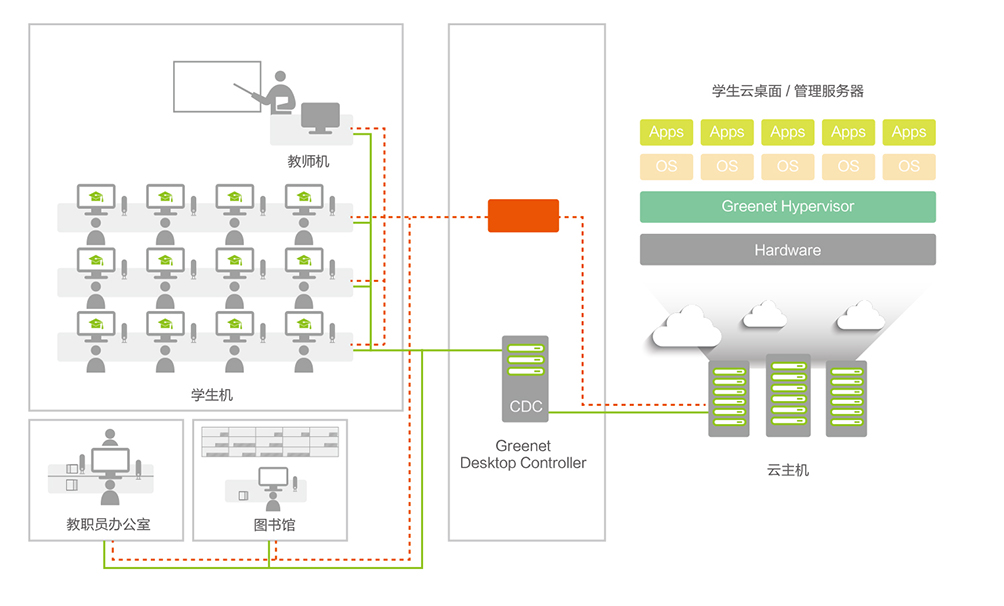 教师机
学生机
教职员办公室
图书馆
CDC
Greenet
Desktop Controller
学生云桌面 / 管理服务器
Apps Apps Apps Apps Apps
OS OS OS OS OS
Greenet Hypervisor
Hardware
云主机